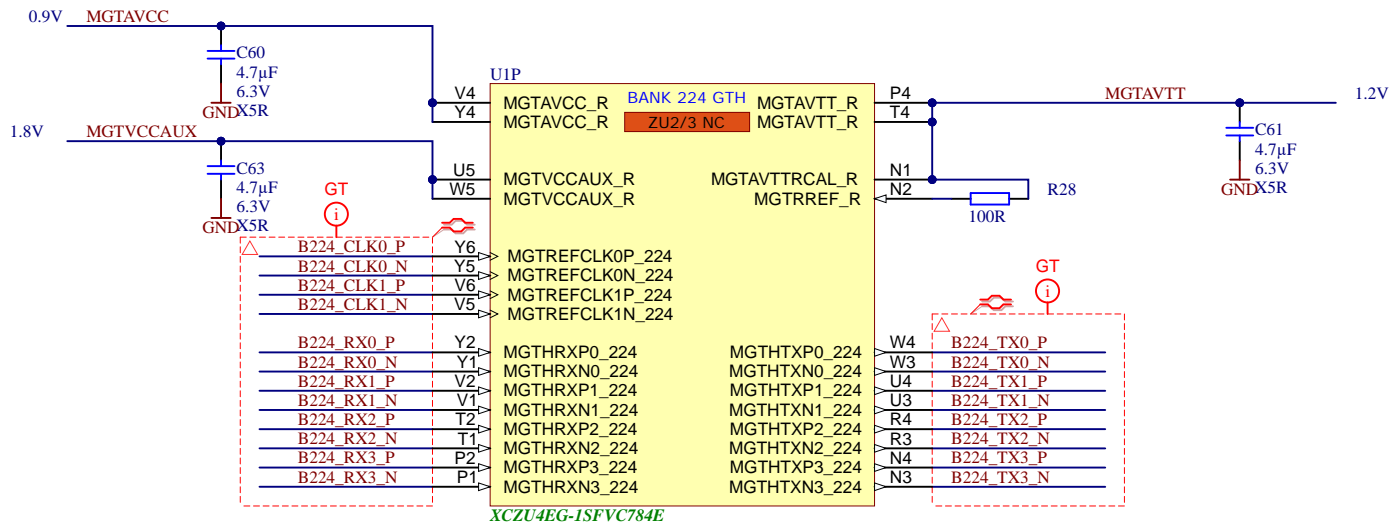 0.9V
MGTAVCC
C60
4.7µF
6.3V
X5R
GND
1.8V
MGTVCCAUX
C63
4.7µF
6.3V
X5R
GND
U1P
BANK 224 GTH
ZU2/3 NC
V4
MGTAVCC_R
Y4
MGTAVCC_R
U5
MGTVCCAUX_R
W5
MGTVCCAUX_R
MGTAVTT_R
P4
MGTAVTT_R
T4
MGTAVTTRCAL_R
N1
MGTRREF_R
N2
R28
100R
MGTAVTT
1.2V
C61
4.7µF
6.3V
X5R
GND
GT
i
B224_CLK0_P
Y6
MGTREFCLK0P_224
B224_CLK0_N
Y5
MGTREFCLK0N_224
B224_CLK1_P
V6
MGTREFCLK1P_224
B224_CLK1_N
V5
MGTREFCLK1N_224
B224_RX0_P
Y2
MGTHRXP0_224
B224_RX0_N
Y1
MGTHRXN0_224
B224_RX1_P
V2
MGTHRXP1_224
B224_RX1_N
V1
MGTHRXN1_224
B224_RX2_P
T2
MGTHRXP2_224
B224_RX2_N
T1
MGTHRXN2_224
B224_RX3_P
P2
MGTHRXP3_224
B224_RX3_N
P1
MGTHRXN3_224
GT
i
MGTHTXP0_224
W4
B224_TX0_P
MGTHTXN0_224
W3
B224_TX0_N
MGTHTXP1_224
U4
B224_TX1_P
MGTHTXN1_224
U3
B224_TX1_N
MGTHTXP2_224
R4
B224_TX2_P
MGTHTXN2_224
R3
B224_TX2_N
MGTHTXP3_224
N4
B224_TX3_P
MGTHTXN3_224
N3
B224_TX3_N
XCZU4EG-1SFVC784E